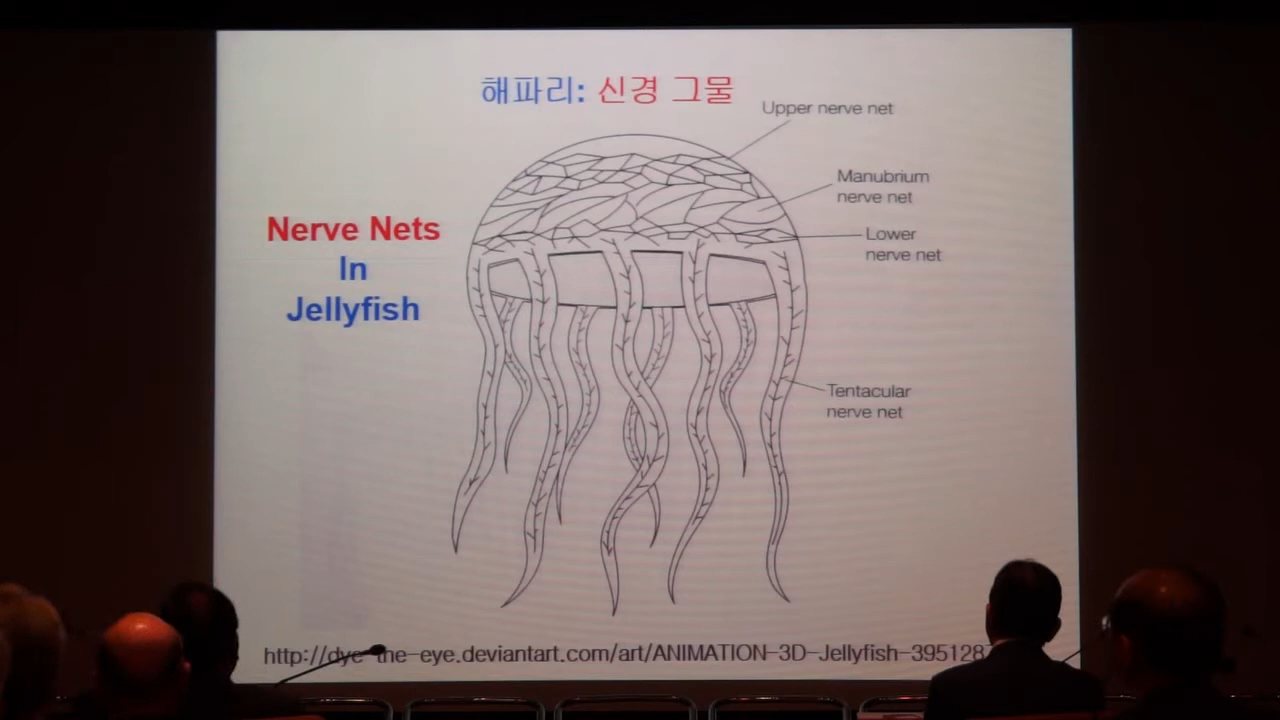 해파리: 신경 그물
Upper nerve net
Manubrium
nerve net
Nerve Nets
In
Jellyfish
Lower
nerve net
Tentacular
nerve net
http://dye-the-eye.deviantart.com/art/ANIMATION-3D-Jellyfish-395128